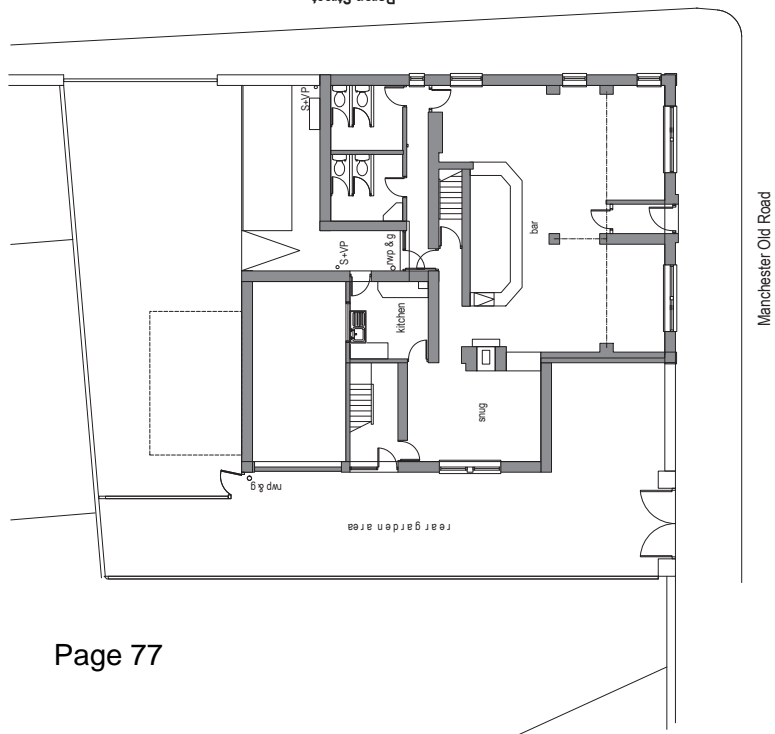 S+VP
S+VP
rwp & g
bar
Manchester Old Road
kitchen
snug
rwp & g
rear garden area
Page 77